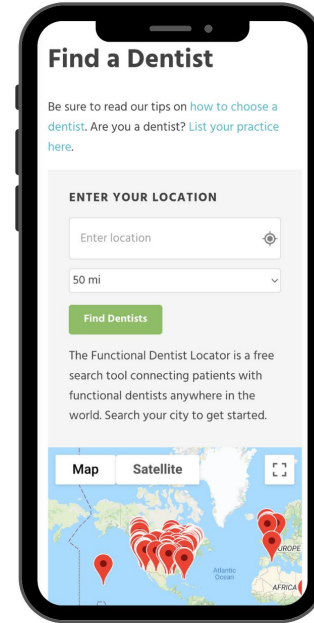 Find a Dentist
Be sure to read our tips on how to choose a
dentist. Are you a dentist? List your practice
here.
ENTER YOUR LOCATION
Enter location
50 mi
Find Dentists
The Functional Dentist Locator is a free
search tool connecting patients with
functional dentists anywhere in the
world. Search your city to get started.
Map Satellite
EUROPE
Atlantic
Ocean
AFRICA